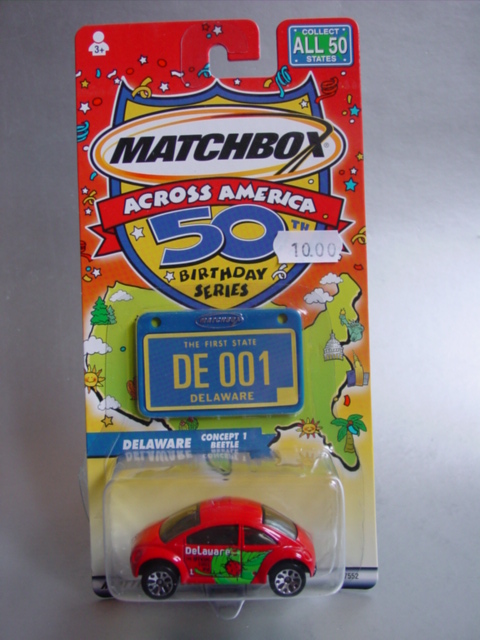 3+
COLLECT
ALL 50
STATES
MATCHBOX
ACROSS AMERICA
50TH
10.00
BIRTHDAY
SERIES
MATCHBOX
THE FIRST STATE
DE 001
DELAWARE
DELAWARE CONCEPT 1
BEETLE
DeLaware